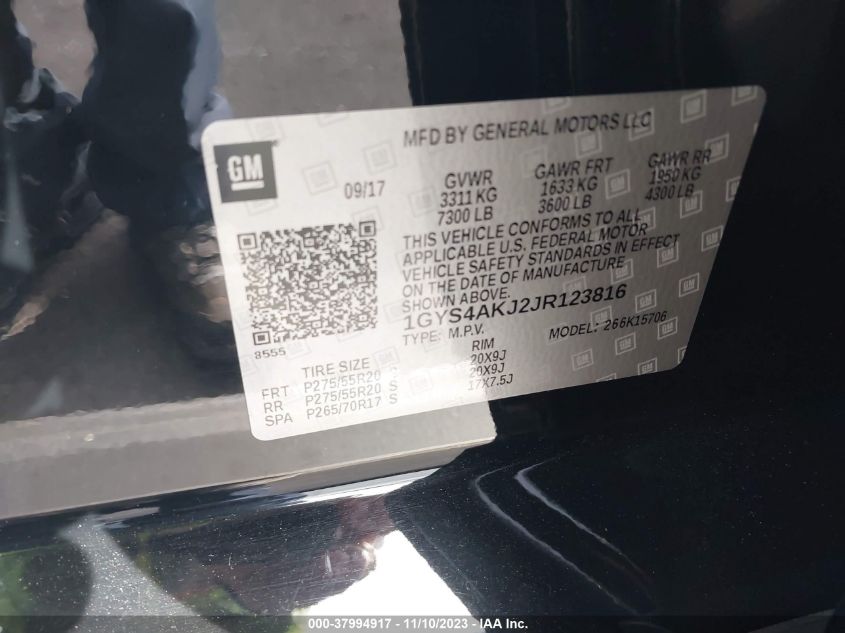 MFD BY GENERAL MOTORS LLC
GM
09/17
GVWR GAWR FRT GAWR RR
3311 KG 1633 KG 1950 KG
7300 LB 3600 LB 4300 LB
THIS VEHICLE CONFORMS TO ALL
APPLICABLE U.S. FEDERAL MOTOR
VEHICLE SAFETY STANDARDS IN EFFECT
ON THE DATE OF MANUFACTURE
SHOWN ABOVE.
1GYS4AKJ2JR123816
TYPE: M.P.V. MODEL: 266K15706
8555
TIRE SIZE RIM
FRT P275/55R20 S 20X9J
RR P275/55R20 S 20X9J
SPA P265/70R17 S 17X7.5J
000-37994917 - 11/10/2023 - IAA Inc.